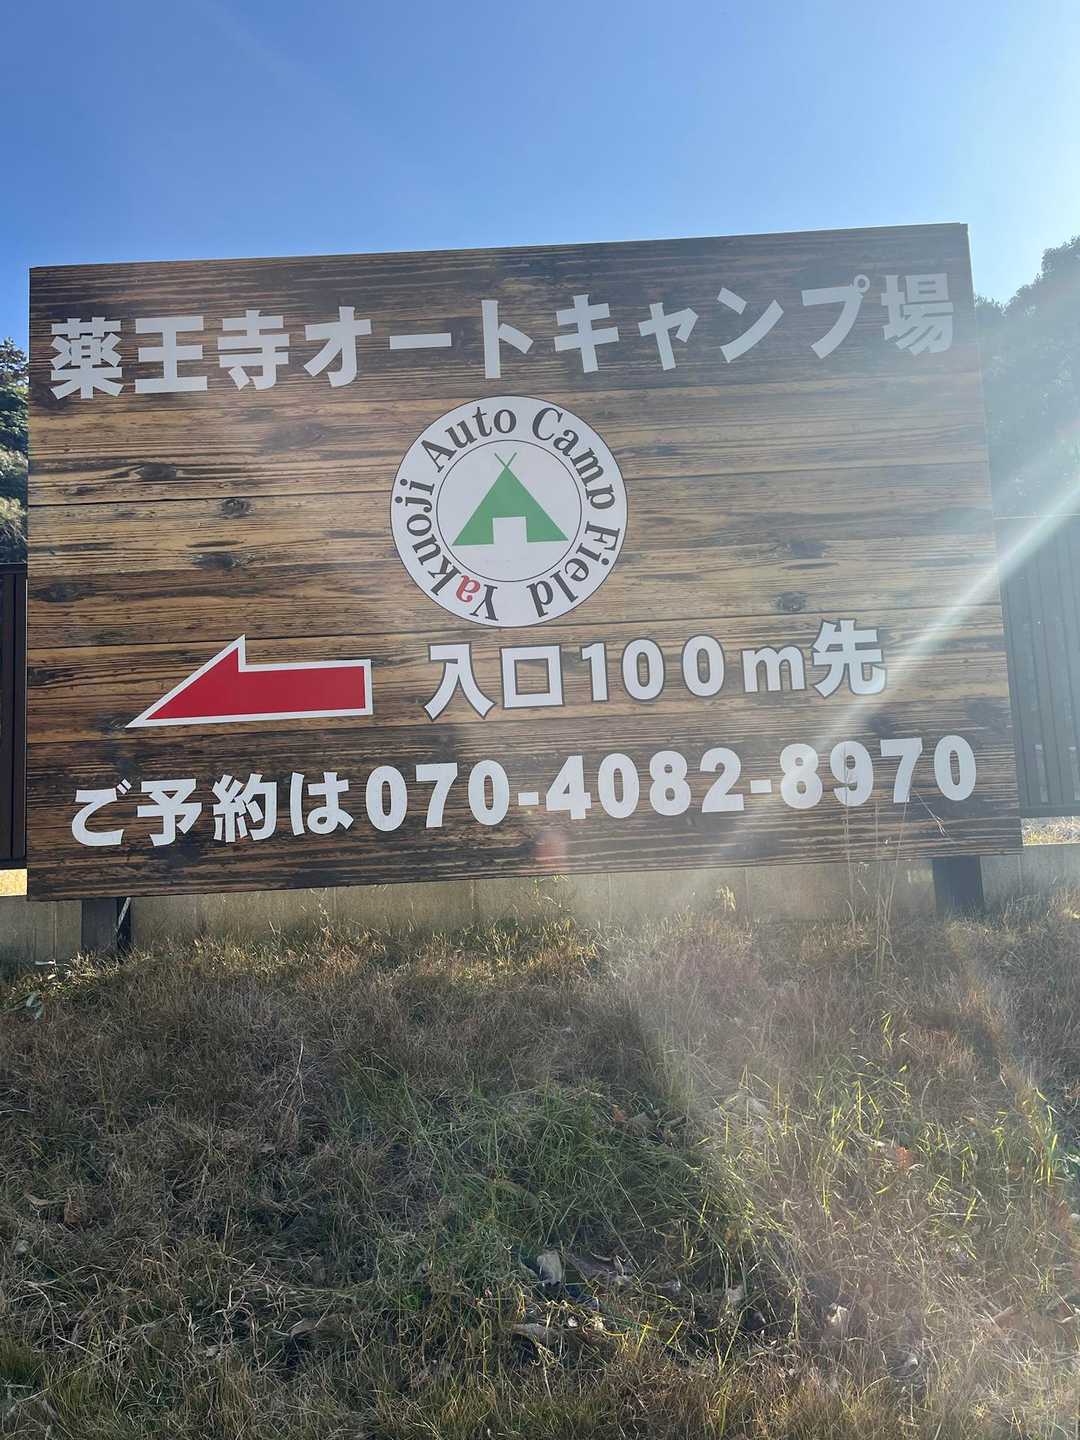 薬王寺オートキャンプ場
Yakuoji Auto Camp Field
入口100m先
ご予約は070-4082-8970